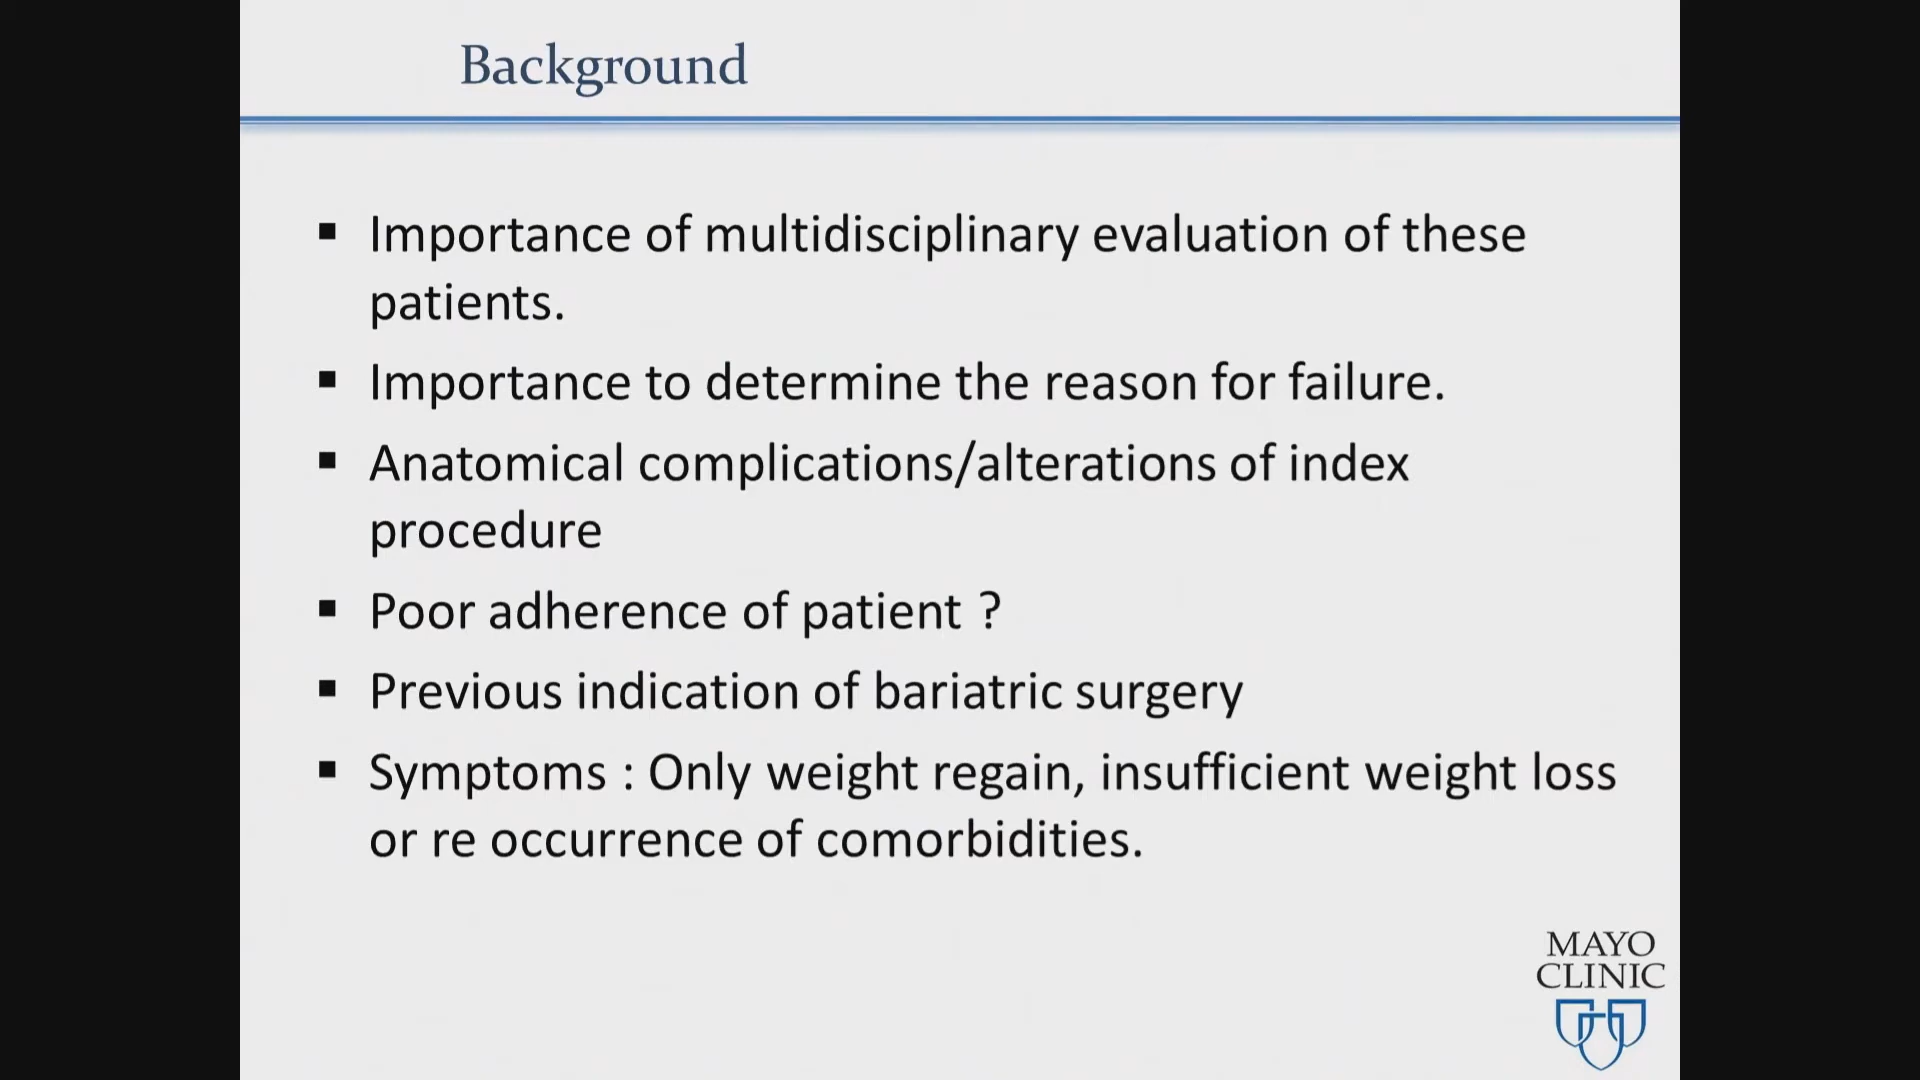 Background
▪ Importance of multidisciplinary evaluation of these
patients.
▪ Importance to determine the reason for failure.
▪ Anatomical complications/alterations of index
procedure
▪ Poor adherence of patient ?
▪ Previous indication of bariatric surgery
▪ Symptoms : Only weight regain, insufficient weight loss
or re occurrence of comorbidities.
MAYO
CLINIC